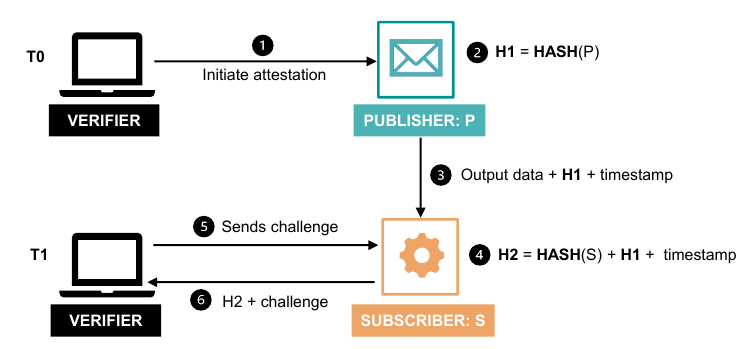 T0
1
Initiate attestation
2 H1 = HASH(P)
VERIFIER
PUBLISHER: P
3 Output data + H1 + timestamp
T1
5 Sends challenge
4 H2 = HASH(S) + H1 + timestamp
6 H2 + challenge
VERIFIER
SUBSCRIBER: S